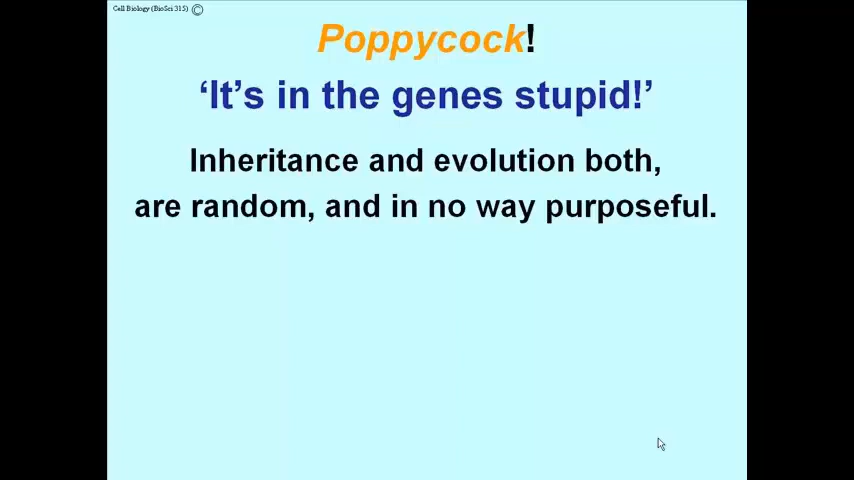 Cell Biology (BioSci 315) ©
Poppycock!
‘It’s in the genes stupid!’
Inheritance and evolution both,
are random, and in no way purposeful.